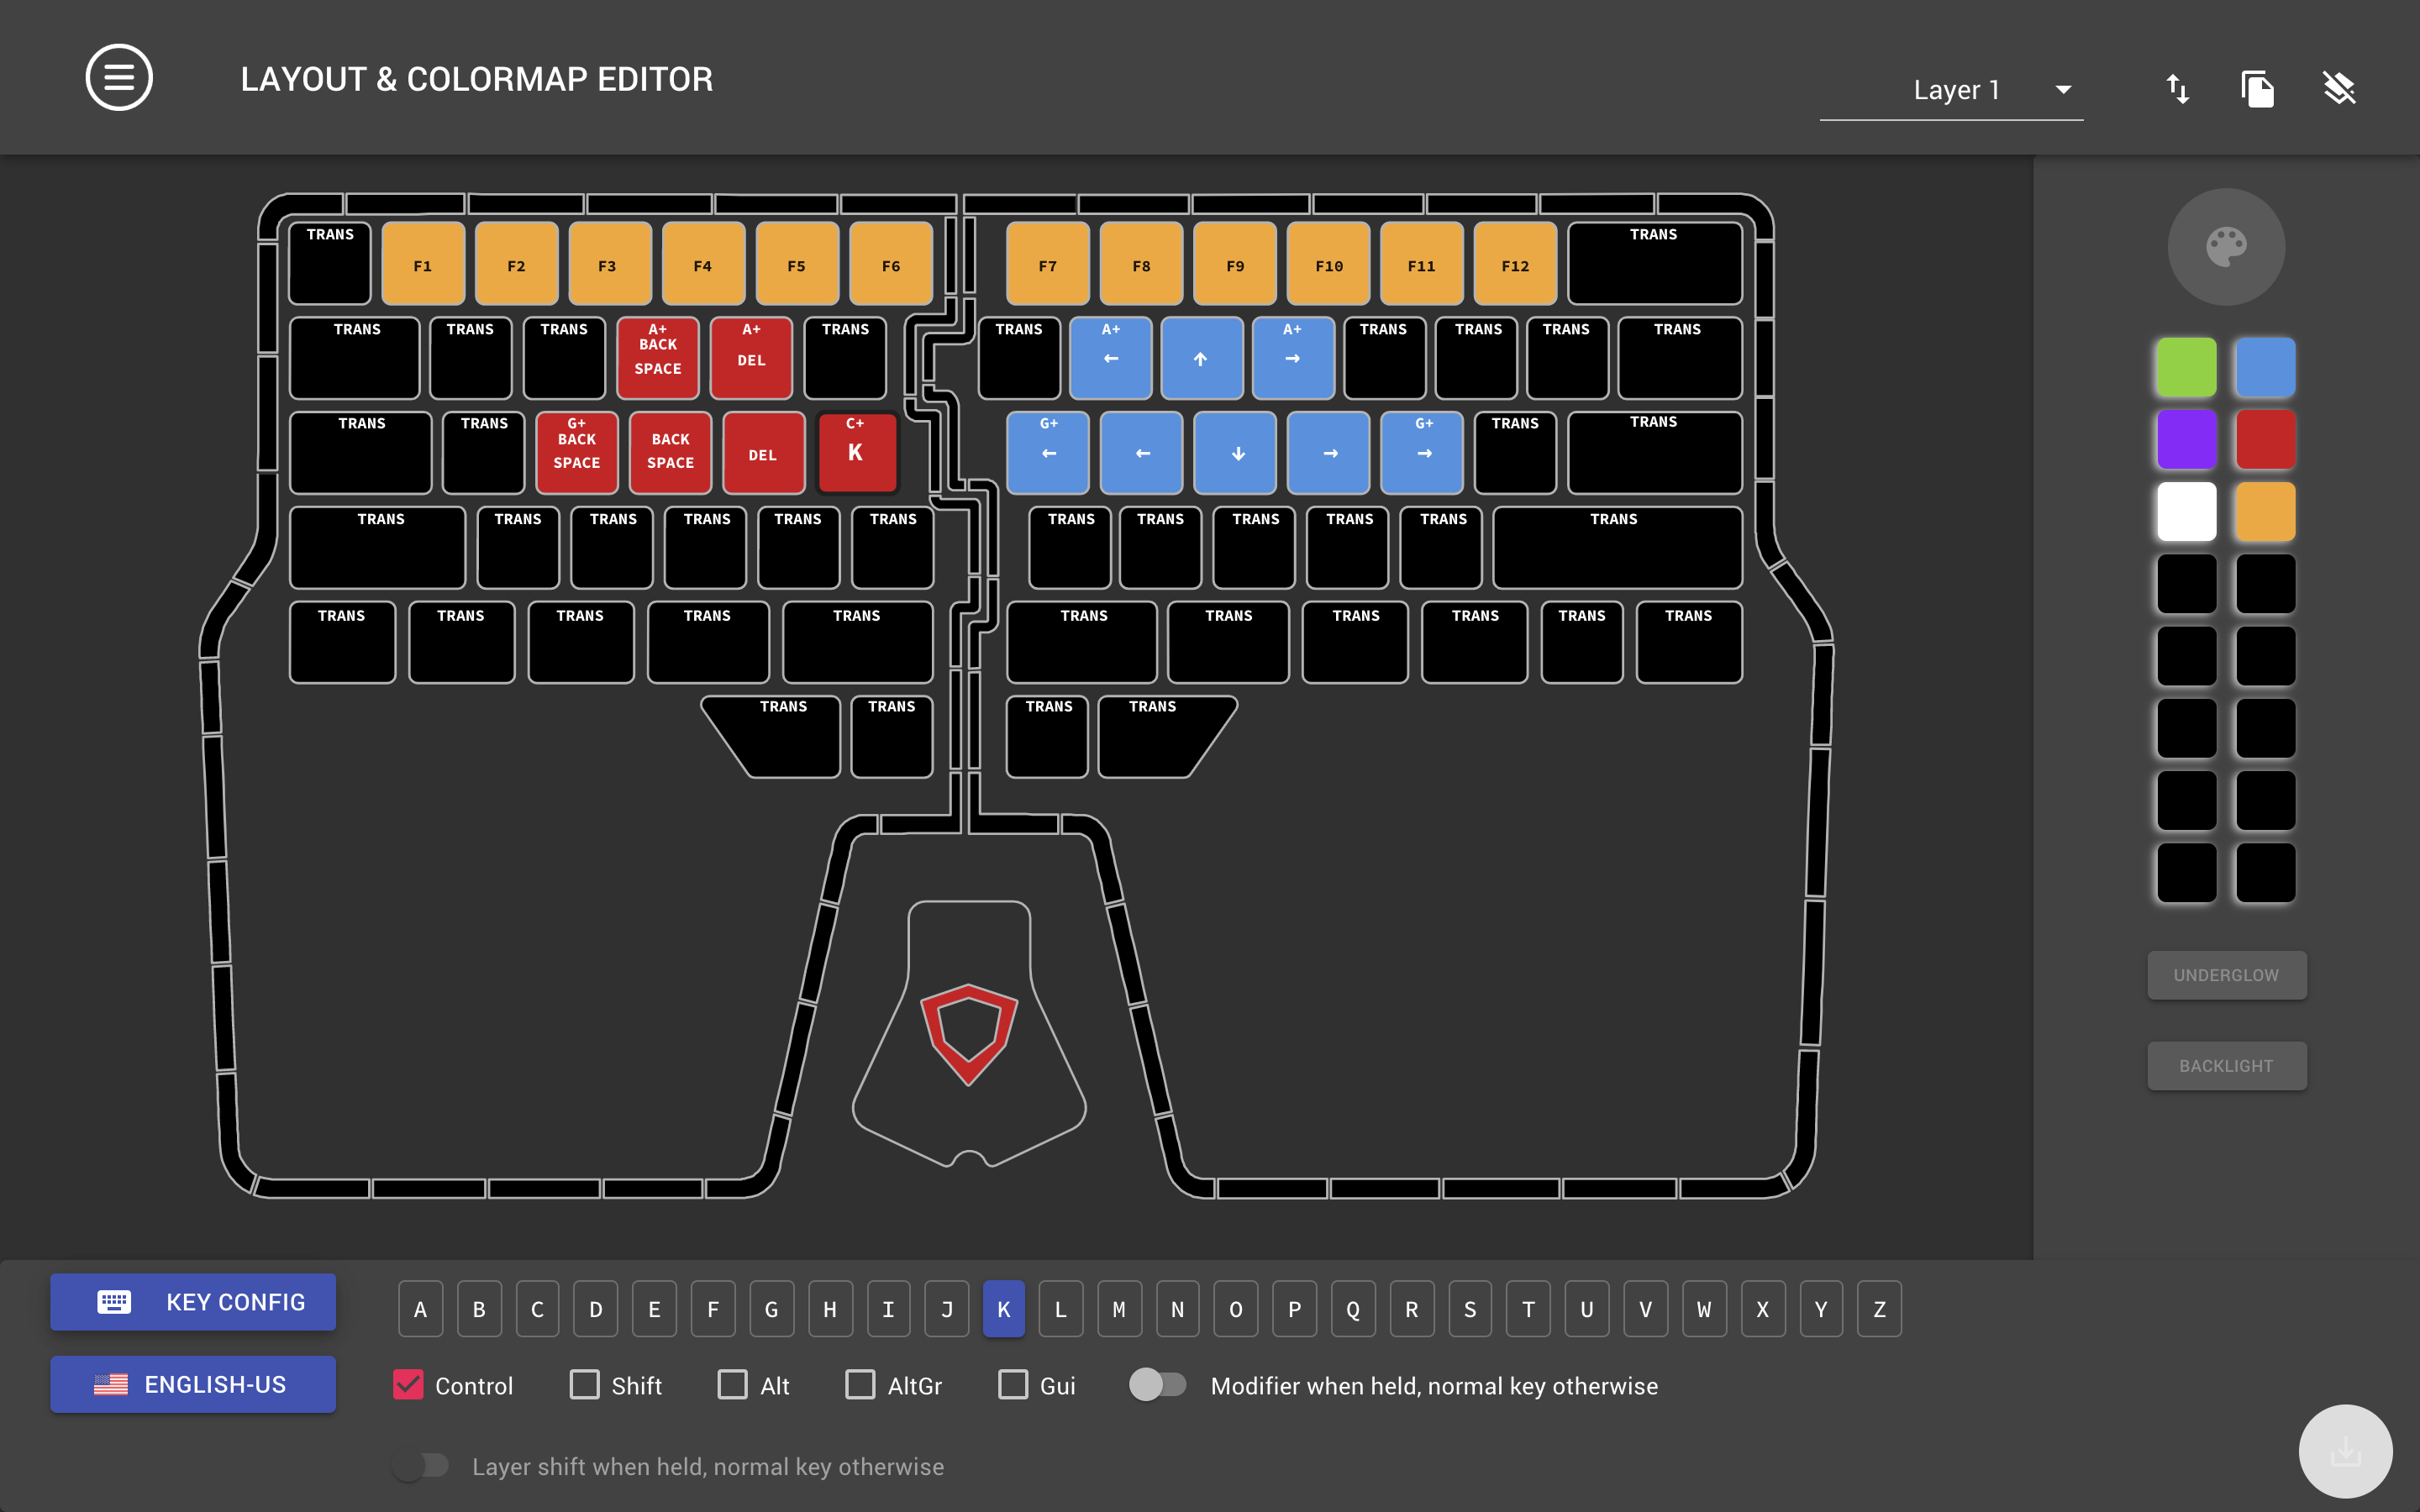 LAYOUT & COLORMAP EDITOR
Layer 1
TRANS F1 F2 F3 F4 F5 F6 F7 F8 F9 F10 F11 F12 TRANS
TRANS TRANS TRANS A+ BACK SPACE A+ DEL TRANS TRANS A+ ← ↑ A+ → TRANS TRANS TRANS TRANS
TRANS TRANS G+ BACK SPACE BACK SPACE DEL C+ K G+ ← ← ↓ → G+ → TRANS TRANS
TRANS TRANS TRANS TRANS TRANS TRANS TRANS TRANS TRANS TRANS TRANS TRANS
TRANS TRANS TRANS TRANS TRANS TRANS TRANS TRANS TRANS TRANS TRANS
TRANS TRANS TRANS TRANS
UNDERGLOW
BACKLIGHT
KEY CONFIG
A B C D E F G H I J K L M N O P Q R S T U V W X Y Z
ENGLISH-US
Control Shift Alt AltGr Gui Modifier when held, normal key otherwise
Layer shift when held, normal key otherwise